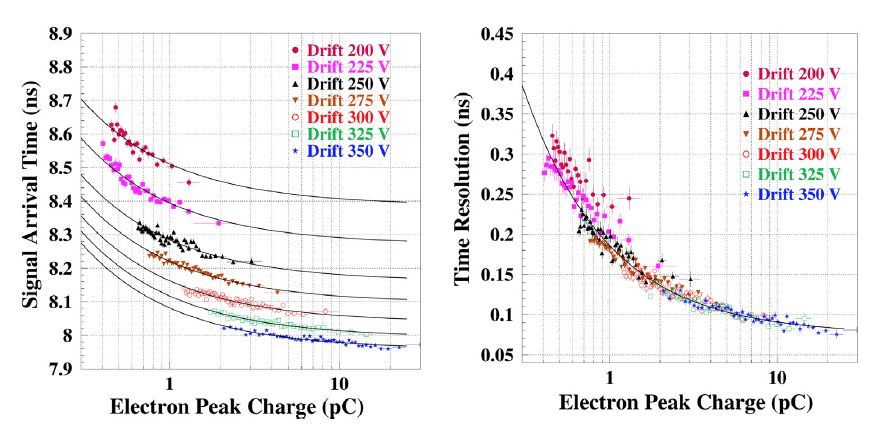 8.9
8.8
8.7
8.6
8.5
8.4
8.3
8.2
8.1
8
7.9
Signal Arrival Time (ns)
Drift 200 V
Drift 225 V
Drift 250 V
Drift 275 V
Drift 300 V
Drift 325 V
Drift 350 V
1
10
Electron Peak Charge (pC)
0.45
0.4
0.35
0.3
0.25
0.2
0.15
0.1
0.05
Time Resolution (ns)
Drift 200 V
Drift 225 V
Drift 250 V
Drift 275 V
Drift 300 V
Drift 325 V
Drift 350 V
1
10
Electron Peak Charge (pC)